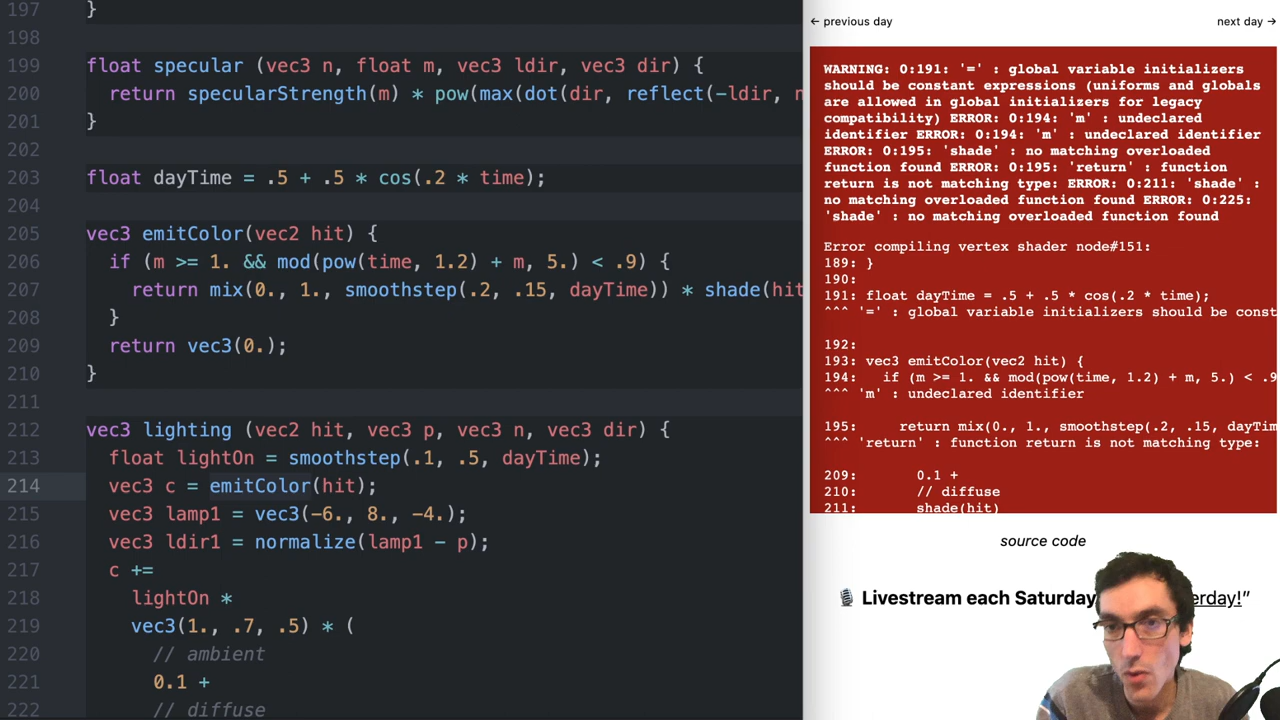 197 }
198
199 float specular (vec3 n, float m, vec3 ldir, vec3 dir) {
200 return specularStrength(m) * pow(max(dot(dir, reflect(-ldir, n
201 }
202
203 float dayTime = .5 + .5 * cos(.2 * time);
204
205 vec3 emitColor(vec2 hit) {
206 if (m >= 1. && mod(pow(time, 1.2) + m, 5.) < .9) {
207 return mix(0., 1., smoothstep(.2, .15, dayTime)) * shade(hit
208 }
209 return vec3(0.);
210 }
211
212 vec3 lighting (vec2 hit, vec3 p, vec3 n, vec3 dir) {
213 float lightOn = smoothstep(.1, .5, dayTime);
214 vec3 c = emitColor(hit);
215 vec3 lamp1 = vec3(-6., 8., -4.);
216 vec3 ldir1 = normalize(lamp1 - p);
217 c +=
218 lightOn *
219 vec3(1., .7, .5) * (
220 // ambient
221 0.1 +
222 // diffuse
← previous day next day →
WARNING: 0:191: '=' : global variable initializers
should be constant expressions (uniforms and globals
are allowed in global initializers for legacy
compatibility) ERROR: 0:194: 'm' : undeclared
identifier ERROR: 0:194: 'm' : undeclared identifier
ERROR: 0:195: 'shade' : no matching overloaded
function found ERROR: 0:195: 'return' : function
return is not matching type: ERROR: 0:211: 'shade' :
no matching overloaded function found ERROR: 0:225:
'shade' : no matching overloaded function found
Error compiling vertex shader node#151:
189: }
190:
191: float dayTime = .5 + .5 * cos(.2 * time);
^^^ '=' : global variable initializers should be const
192:
193: vec3 emitColor(vec2 hit) {
194: if (m >= 1. && mod(pow(time, 1.2) + m, 5.) < .9
^^^ 'm' : undeclared identifier
195: return mix(0., 1., smoothstep(.2, .15, dayTim
^^^ 'return' : function return is not matching type:
209: 0.1 +
210: // diffuse
211: shade(hit)
source code
🎙️ Livestream each Saturday erday!”